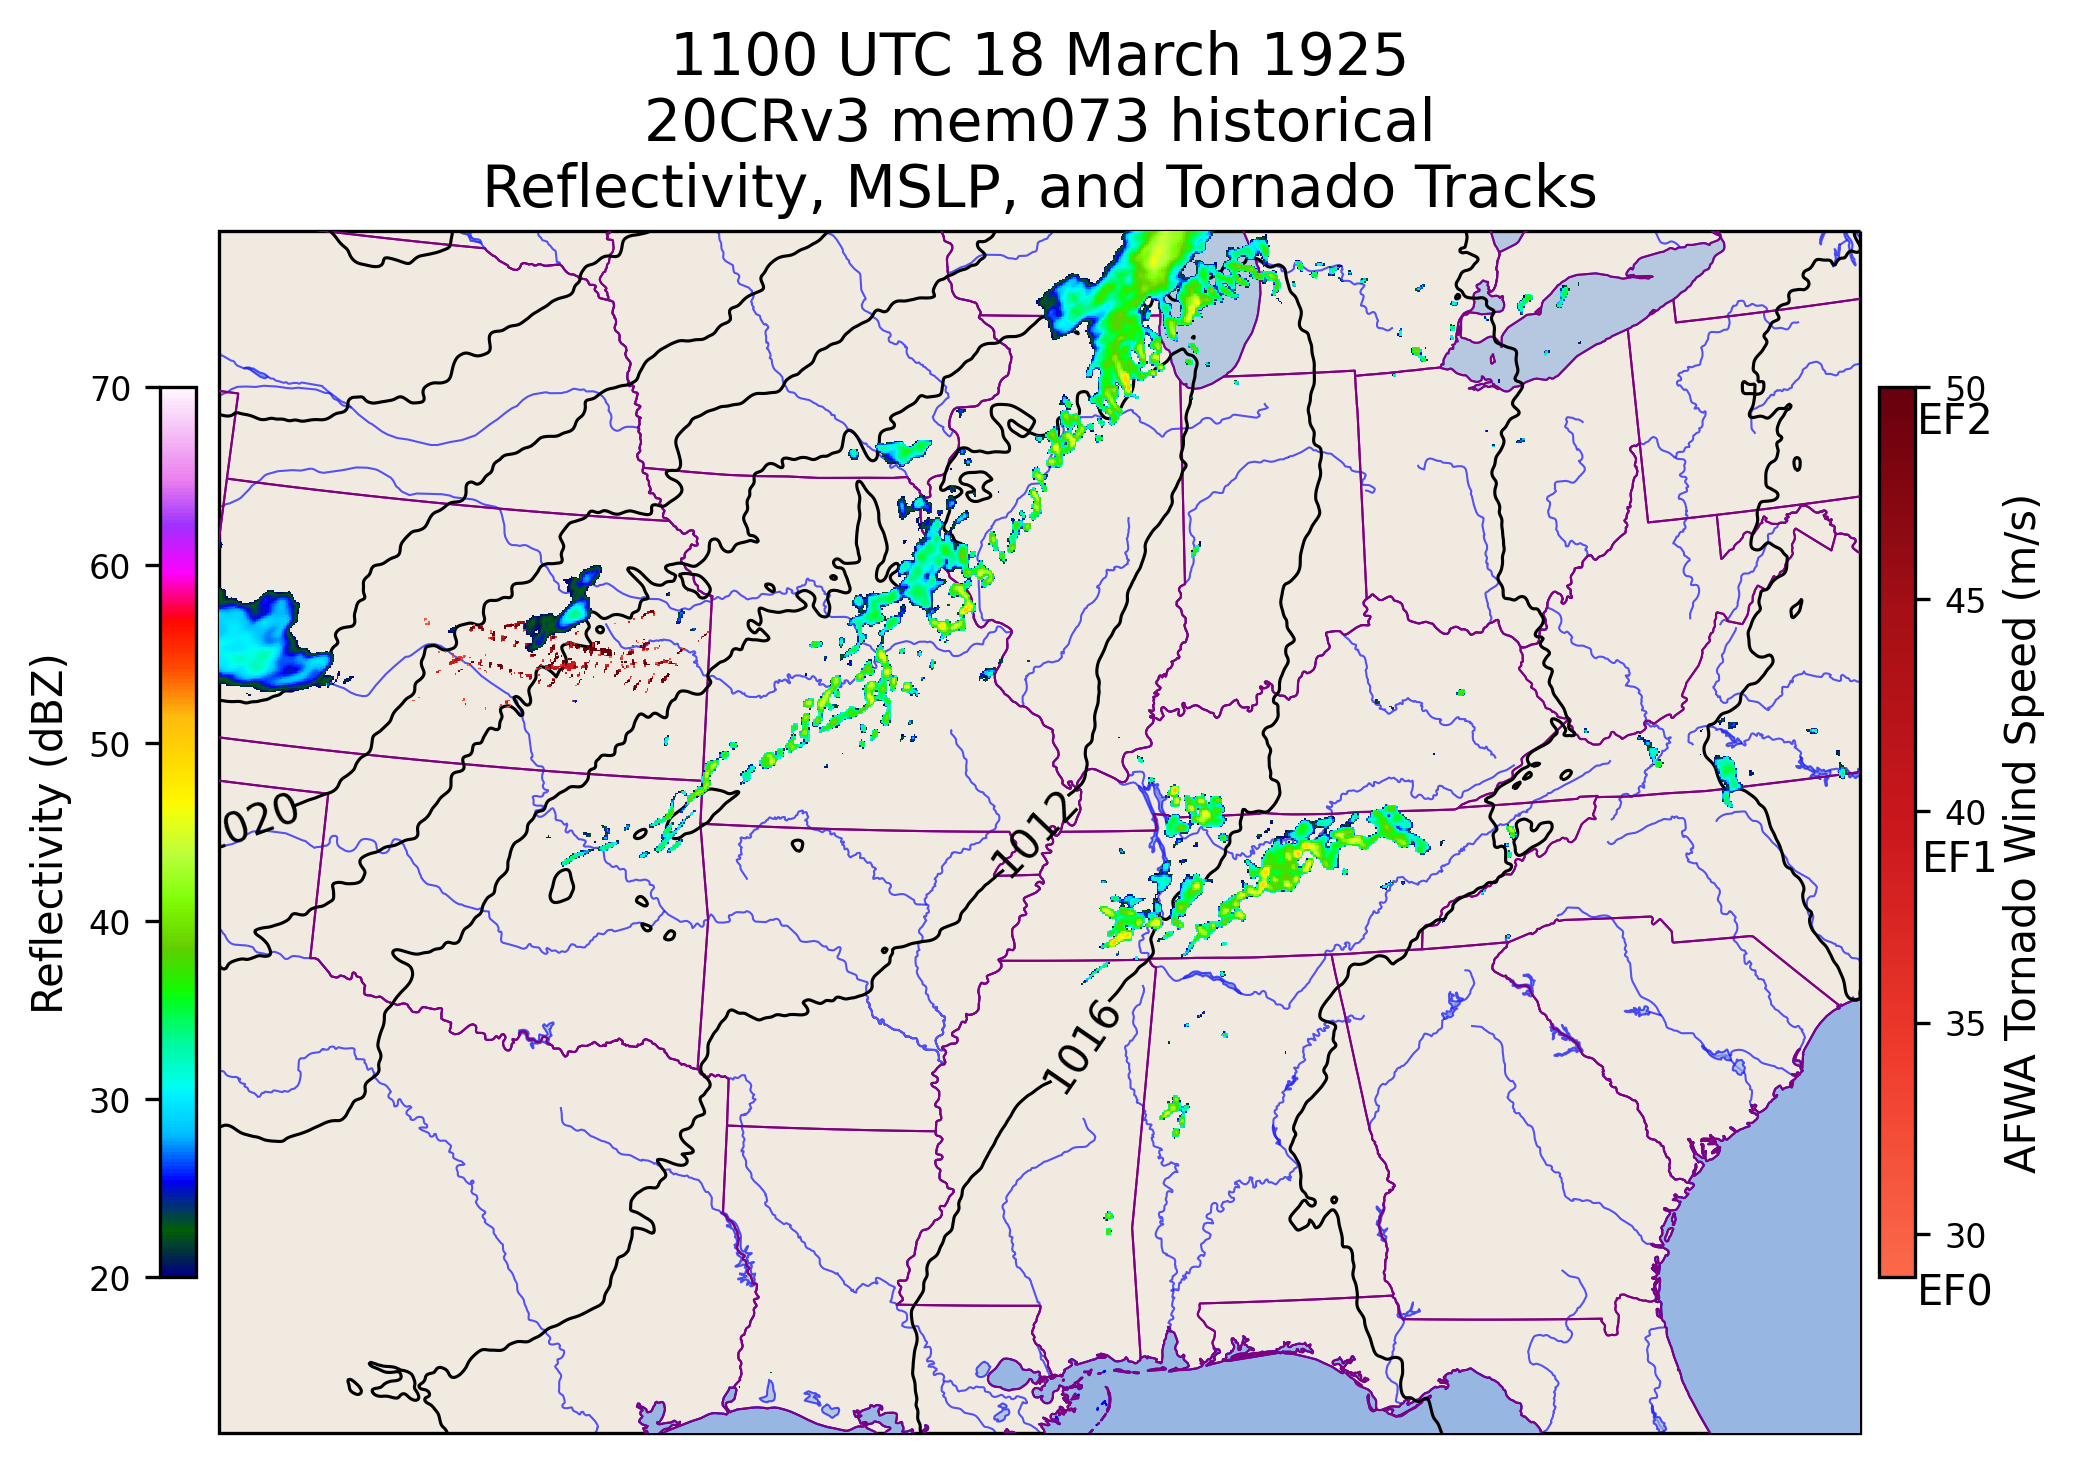 1100 UTC 18 March 1925
20CRv3 mem073 historical
Reflectivity, MSLP, and Tornado Tracks
70
60
50
40
30
20
Reflectivity (dBZ)
020
1012
1016
50
EF2
45
40
EF1
35
30
EF0
AFWA Tornado Wind Speed (m/s)